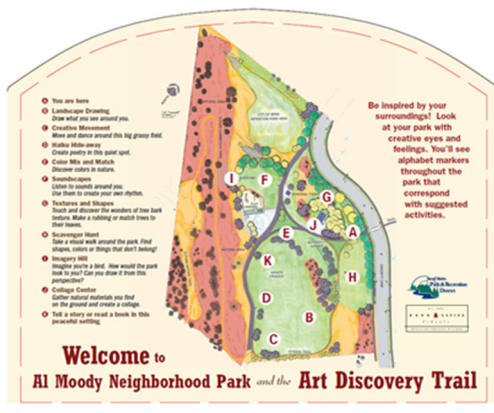 A You are here
B Landscape Drawing
Draw what you see around you.
C Creative Movement
Move and dance around this big grassy field.
D Haiku Hide-away
Create poetry in this quiet spot.
E Color Mix and Match
Discover colors in nature.
F Soundscapes
Listen to sounds around you.
Use them to create your own rhythm.
G Textures and Shapes
Touch and discover the wonders of tree bark
texture. Make a rubbing or match trees to
their leaves.
H Scavenger Hunt
Take a visual walk around the park. Find
shapes, colors or things that don't belong!
I Imagery Hill
Imagine you're a bird. How would the park
look to you? Can you draw it from this
perspective?
J Collage Center
Gather natural materials you find
on the ground and create a collage.
K Tell a story or read a book in this
peaceful setting
I
F
G
J
A
E
K
H
D
B
C
Be inspired by your
surroundings! Look
at your park with
creative eyes and
feelings. You'll see
alphabet markers
throughout the
park that
correspond
with suggested
activities.
Park & Recreation
District
Welcome to
Al Moody Neighborhood Park and the Art Discovery Trail